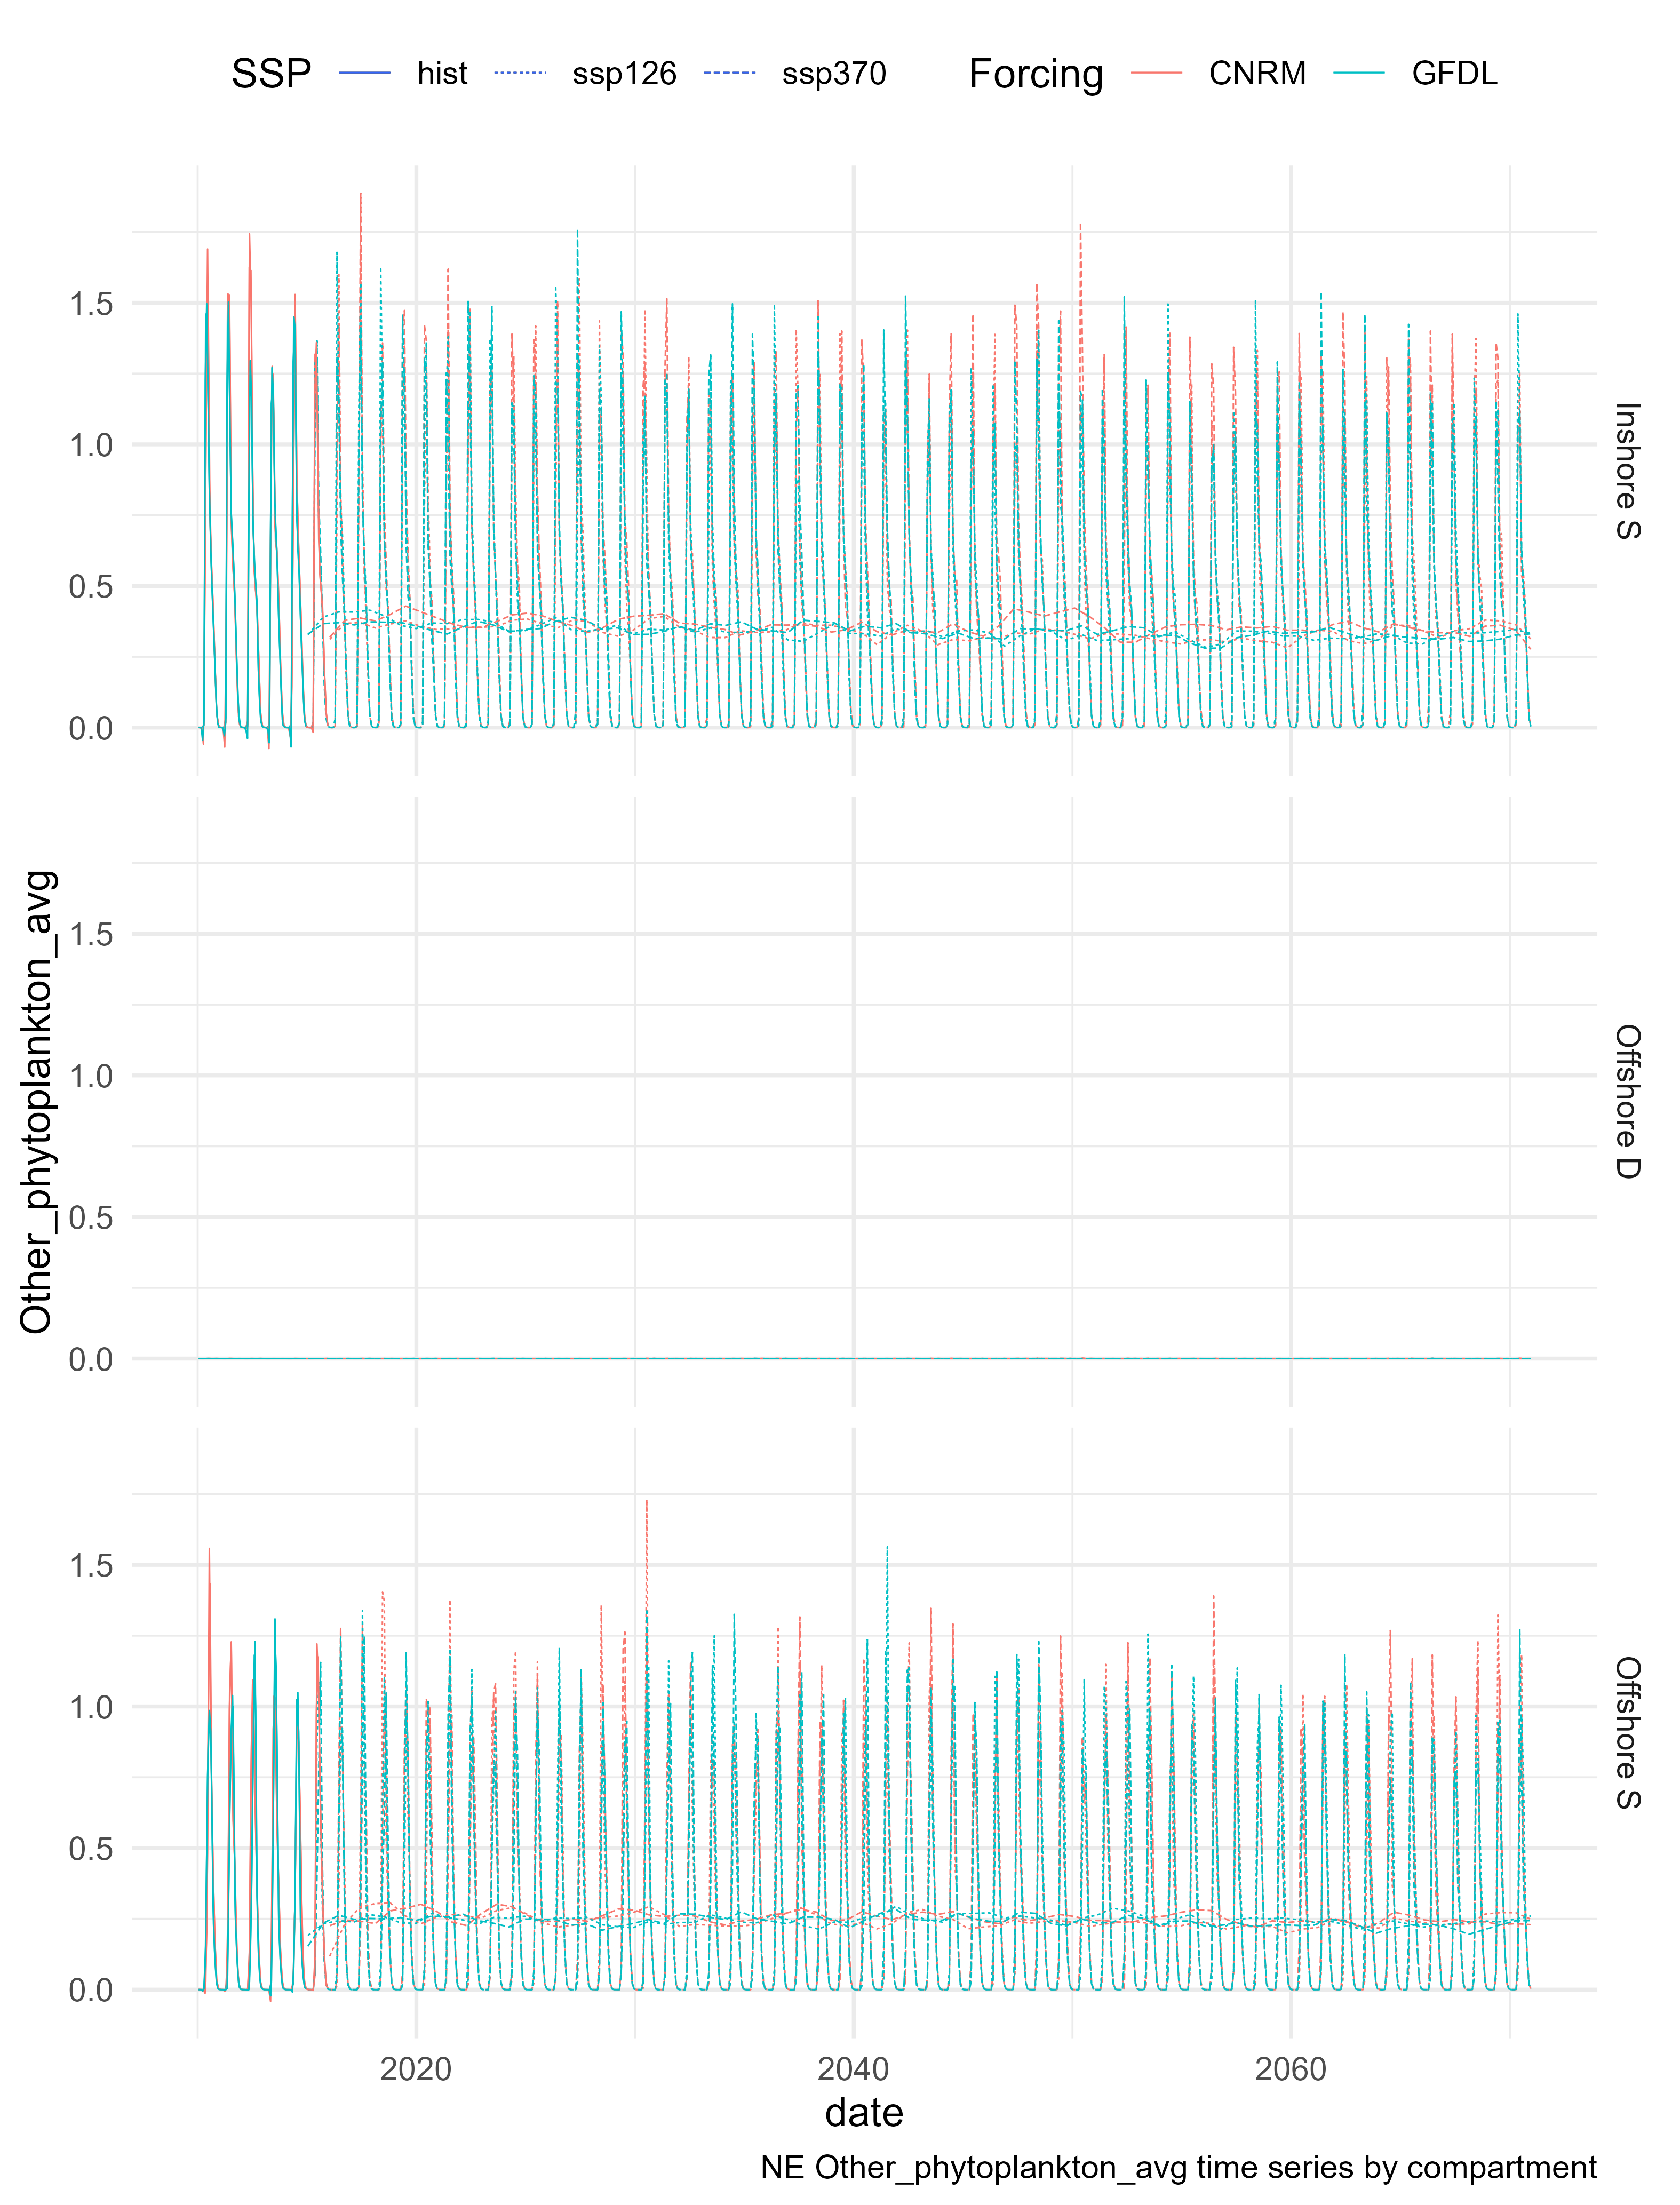 SSP hist ssp126 ssp370 Forcing CNRM GFDL
1.5
1.0
0.5
0.0
Inshore S
1.5
1.0
0.5
0.0
Offshore D
1.5
1.0
0.5
0.0
Offshore S
Other_phytoplankton_avg
2020 2040 2060
date
NE Other_phytoplankton_avg time series by compartment